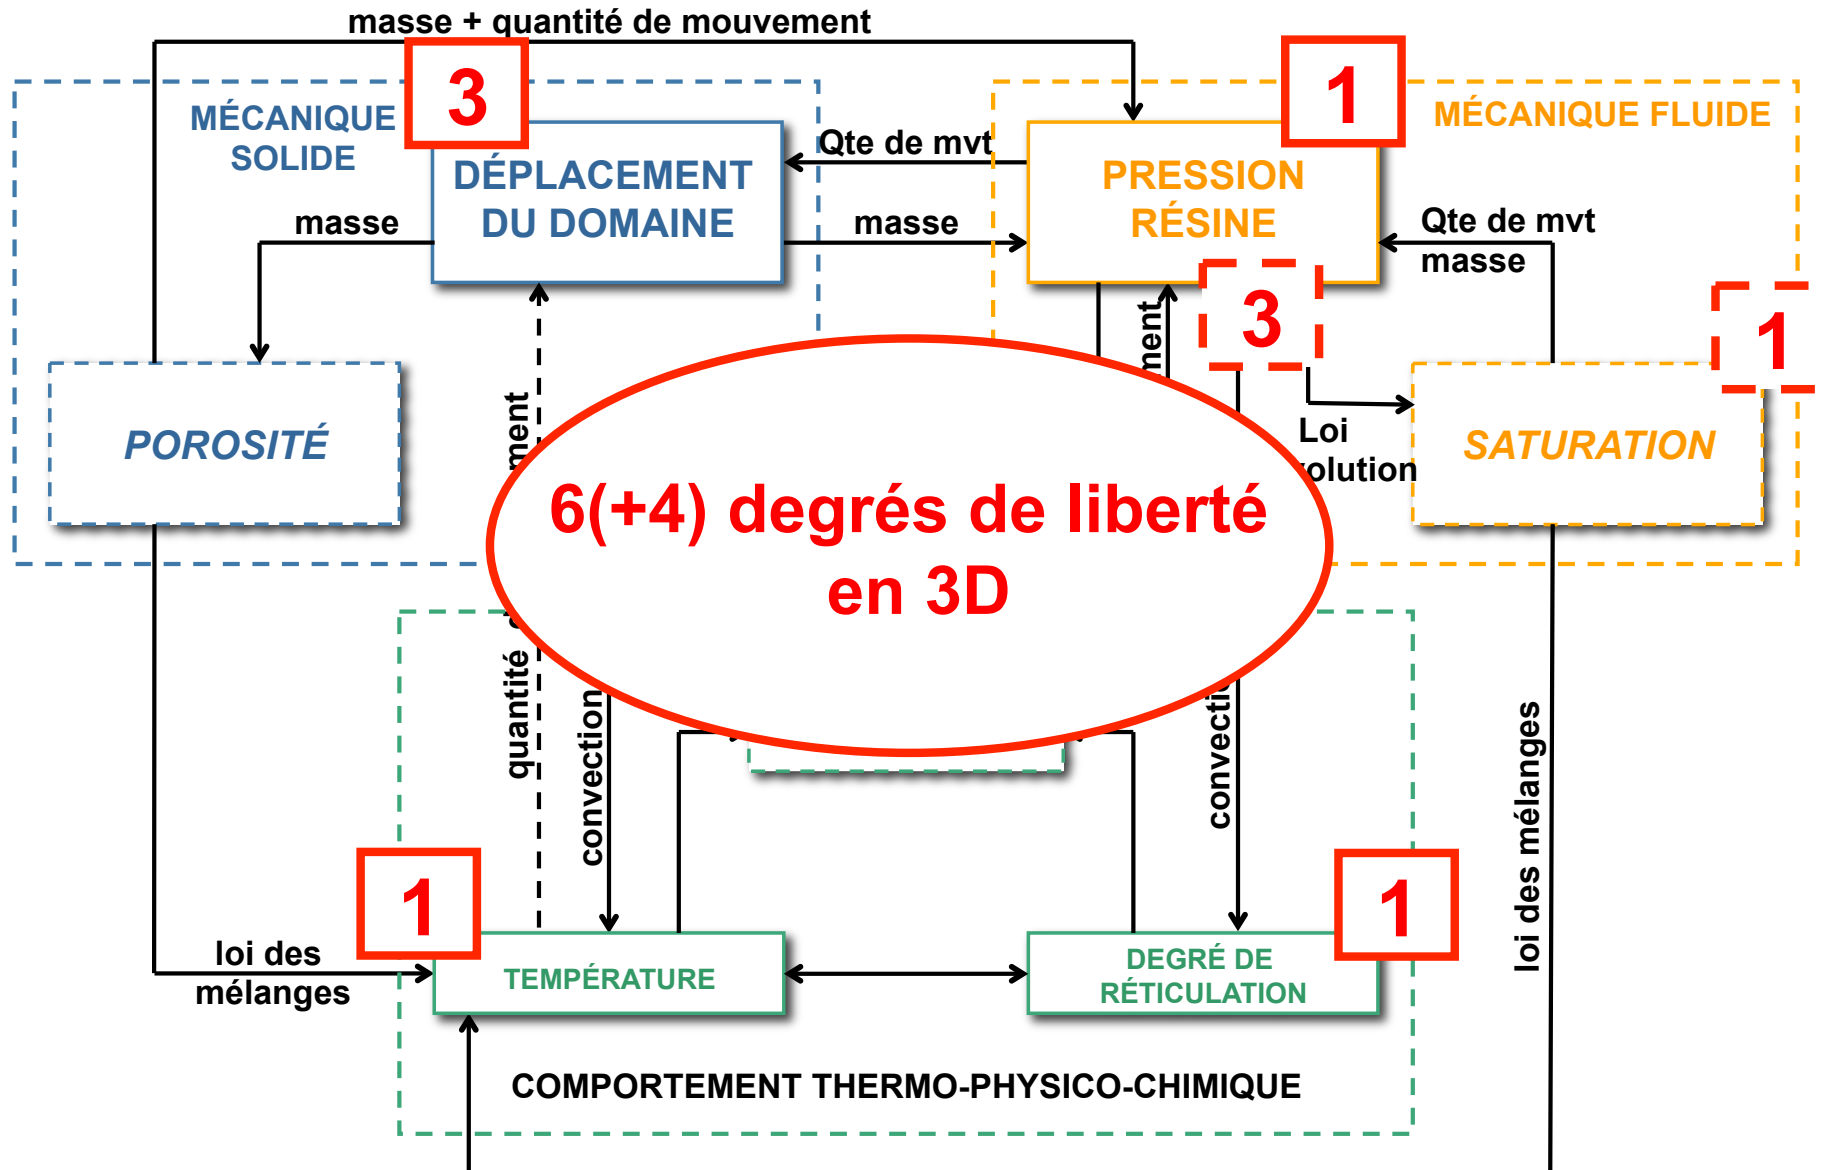 masse + quantité de mouvement
3
1
MÉCANIQUE
SOLIDE
MÉCANIQUE FLUIDE
DÉPLACEMENT
DU DOMAINE
Qte de mvt
PRESSION
RÉSINE
masse
masse
Qte de mvt
masse
3
1
POROSITÉ
Loi
SATURATION
6(+4) degrés de liberté
en 3D
quantité
convection
loi des mélanges
1
1
loi des
mélanges
TEMPÉRATURE
DEGRÉ DE
RÉTICULATION
COMPORTEMENT THERMO-PHYSICO-CHIMIQUE